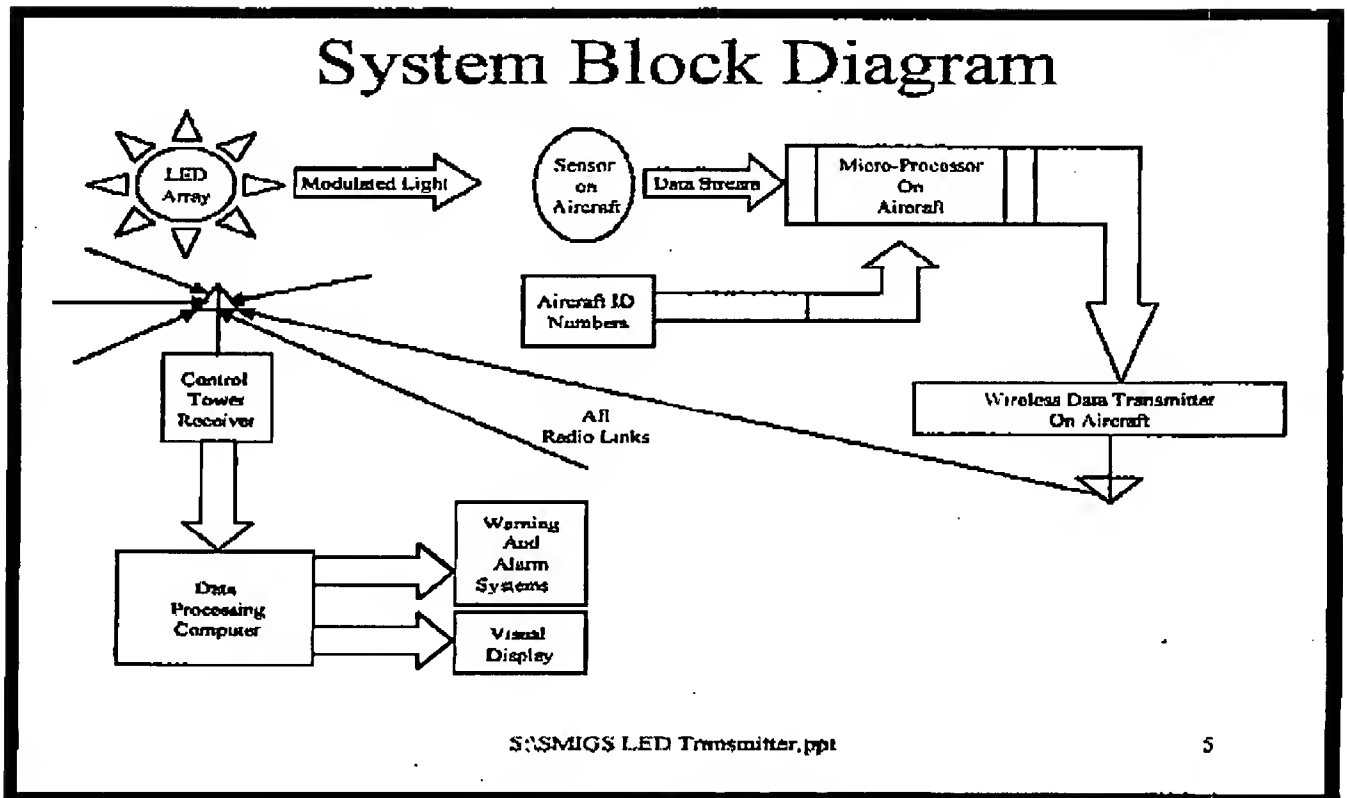 System Block Diagram
LED
Array
Modulated Light
Sensor
on
Aircraft
Data Stream
Micro-Processor
On
Aircraft
Aircraft ID
Numbers
Control
Tower
Receiver
All
Radio Links
Wireless Data Transmitter
On Aircraft
Data
Processing
Computer
Warning
And
Alarm
Systems
Visual
Display
S:\SMIGS LED Transmitter.ppt
5